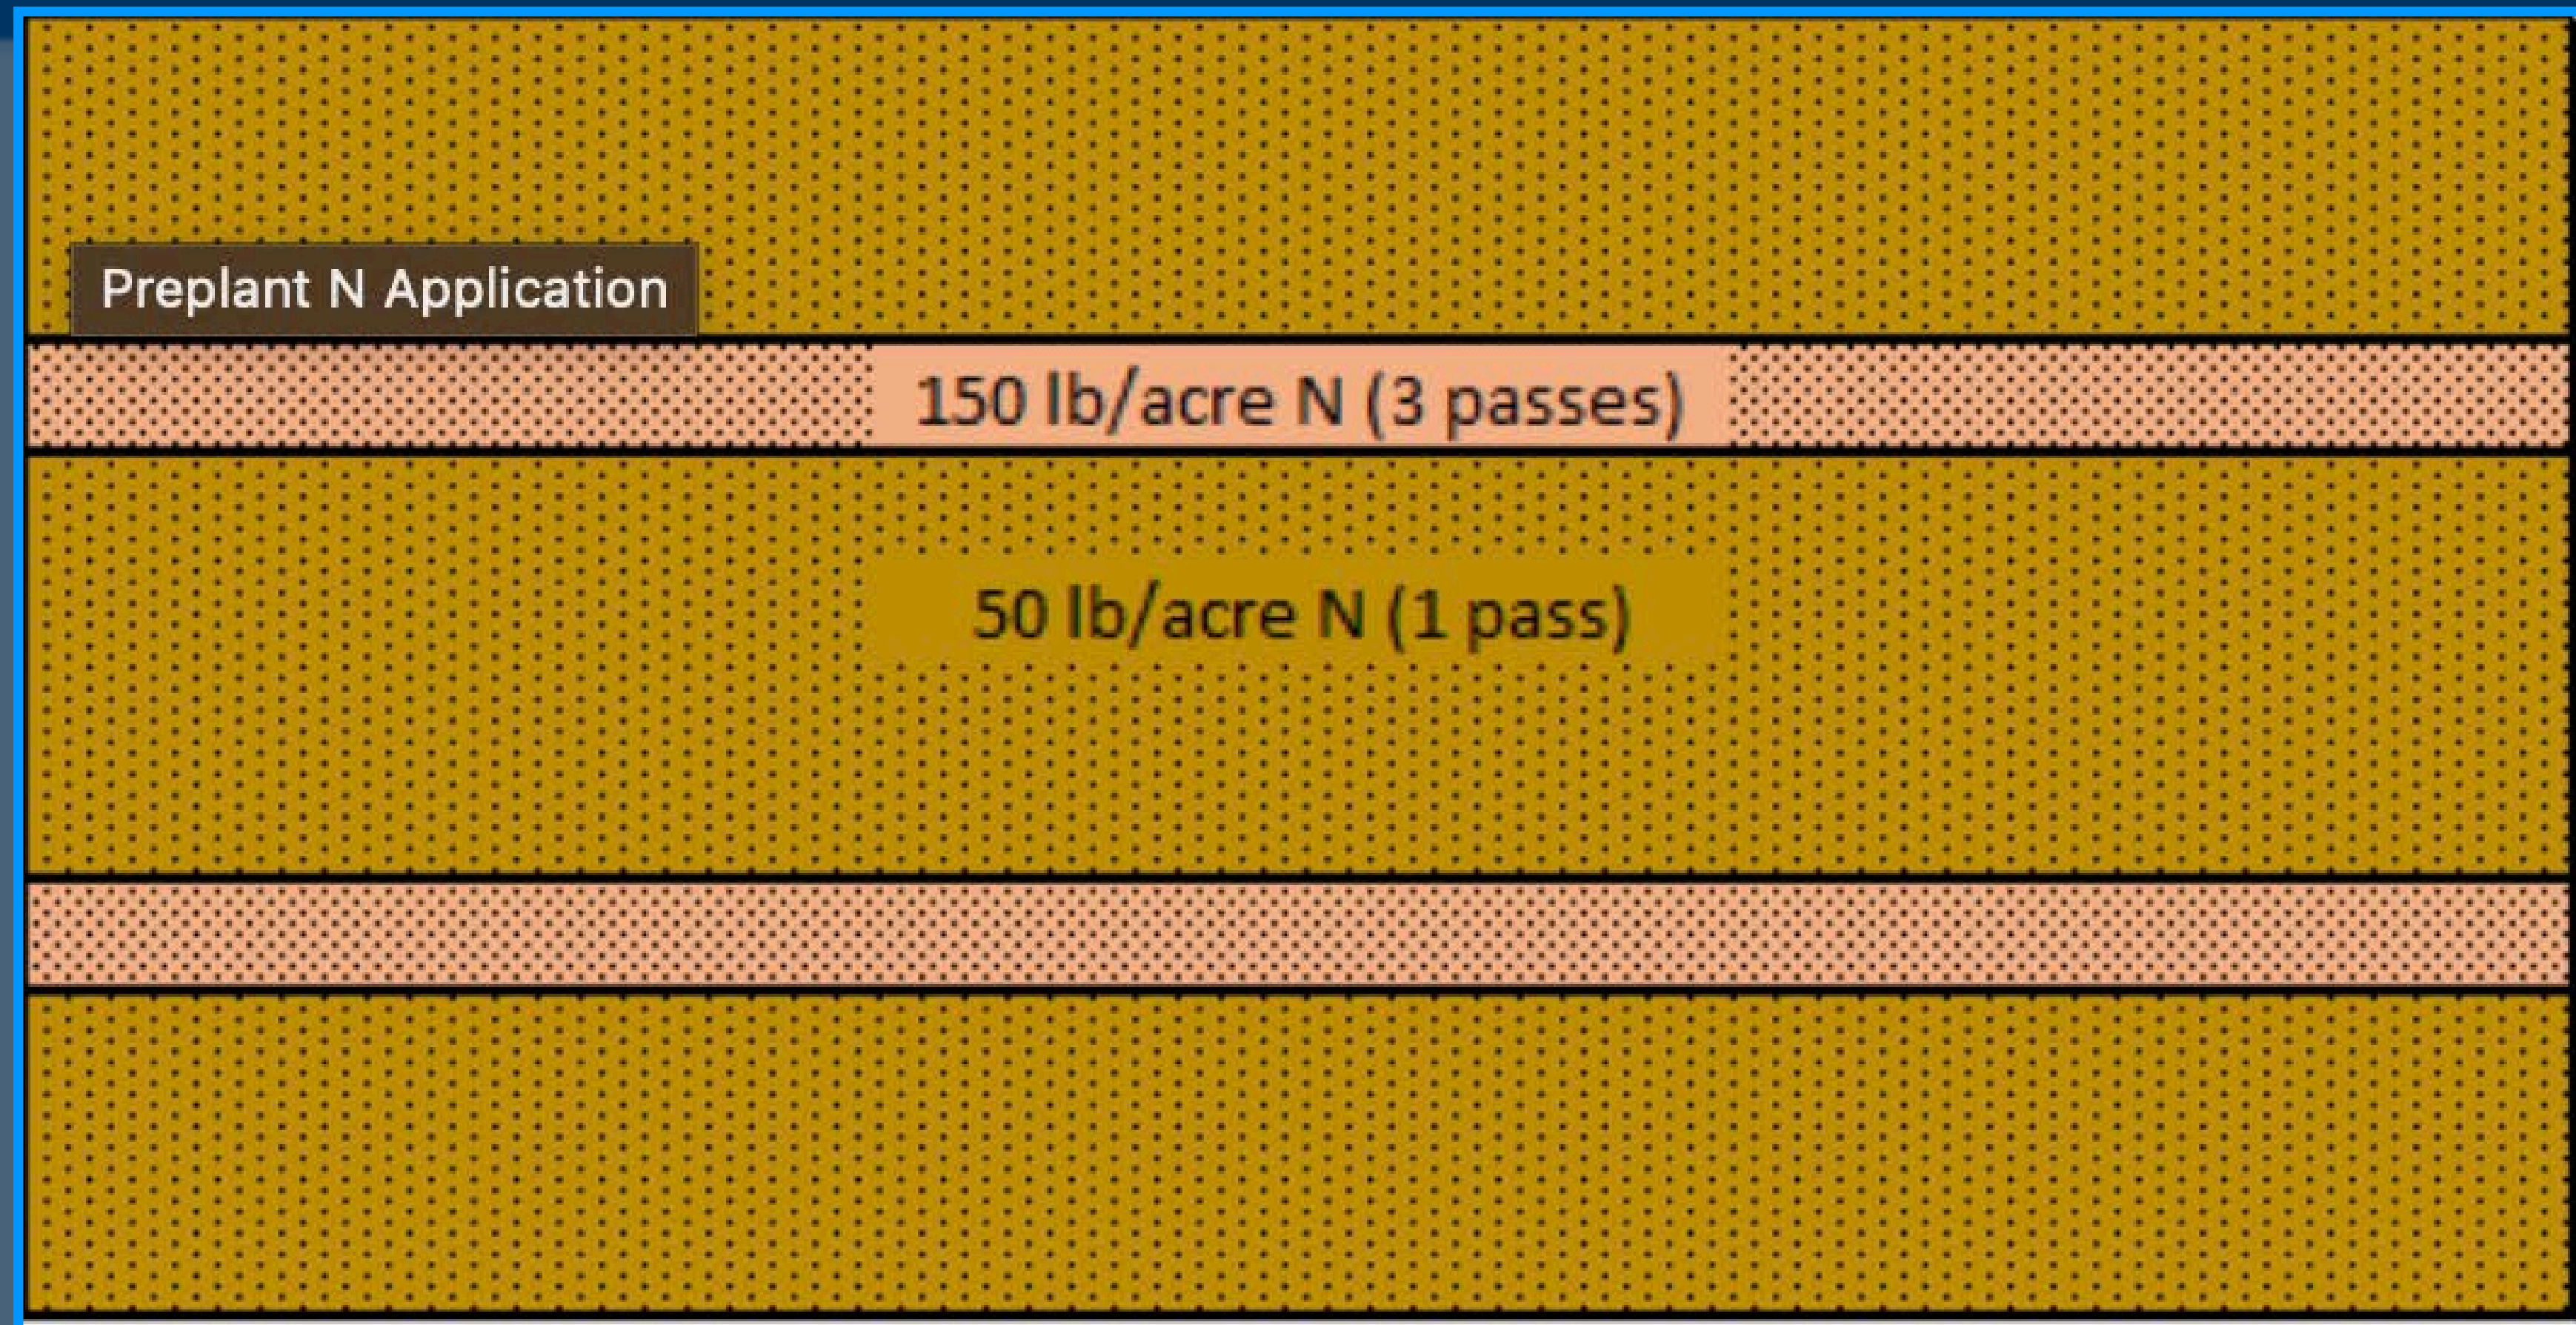 Preplant N Application
150 lb/acre N (3 passes)
50 lb/acre N (1 pass)